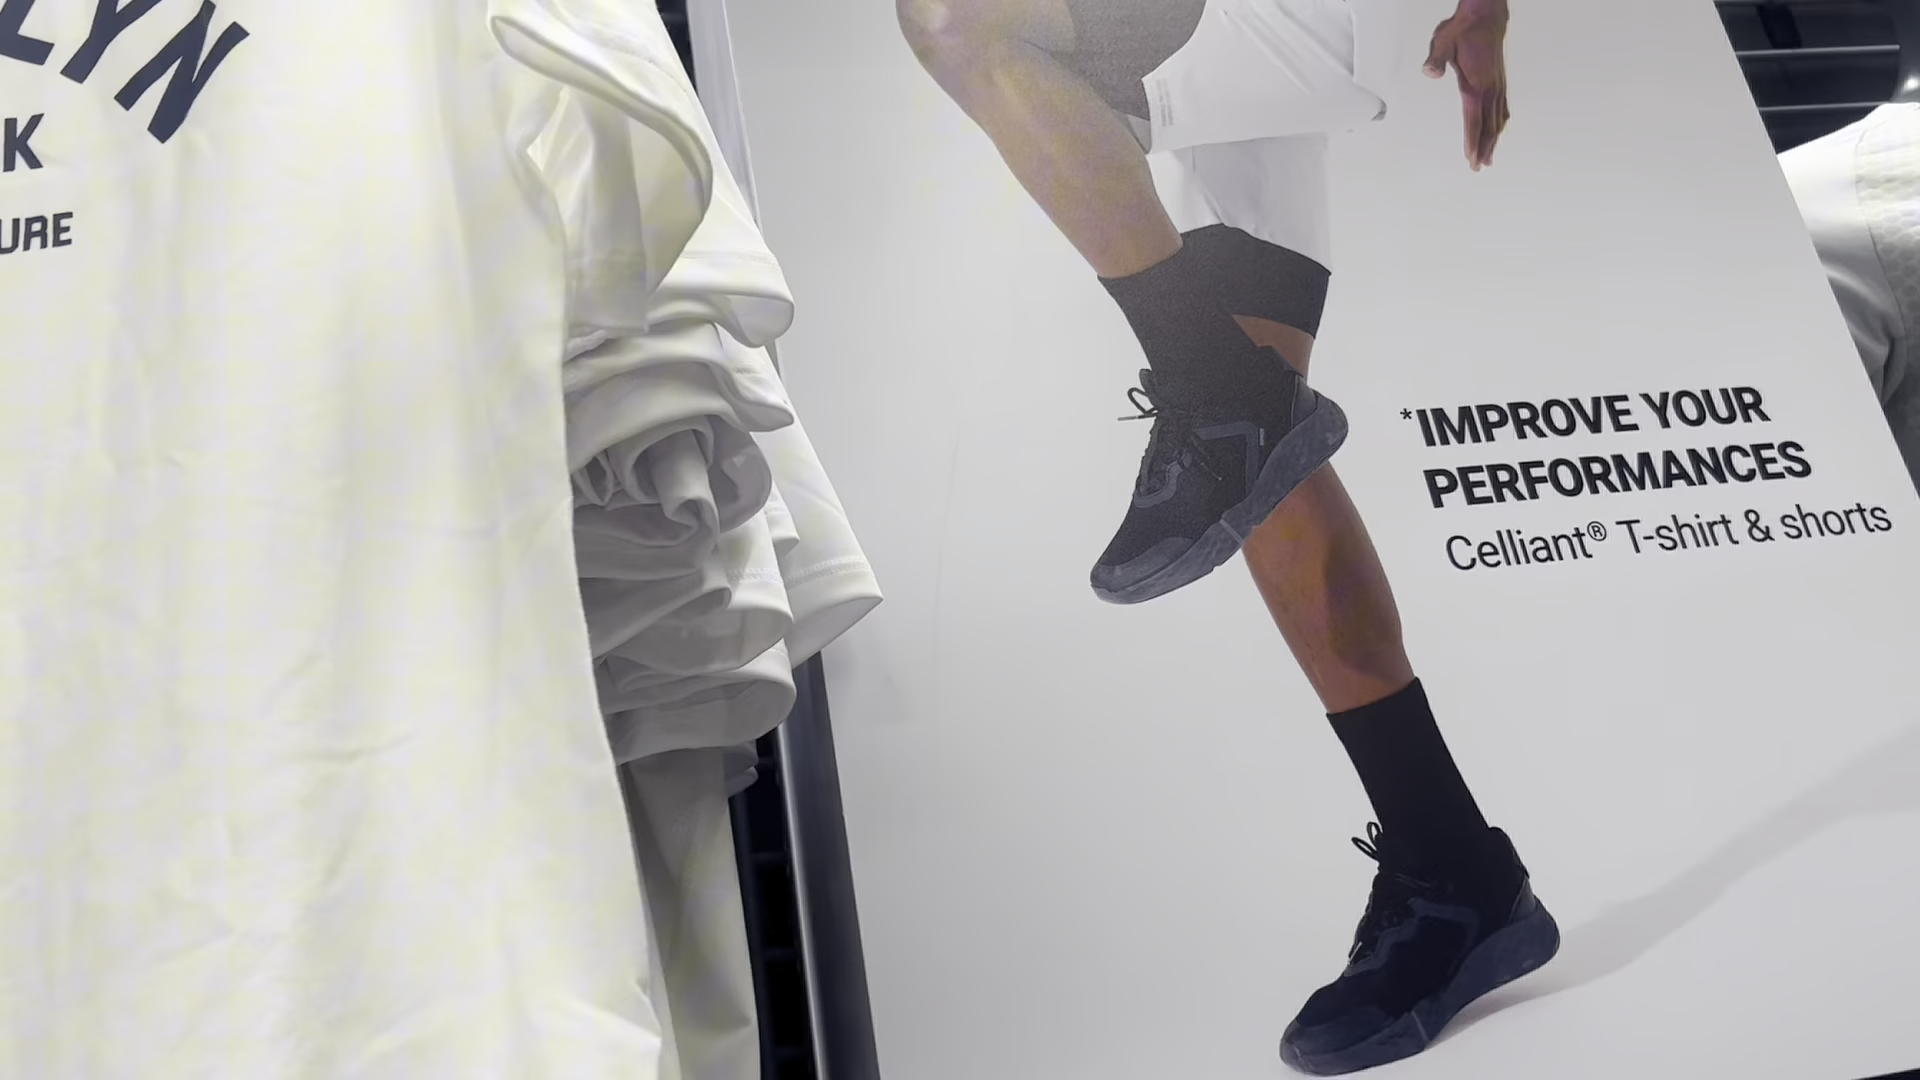 LYN
K
URE
*IMPROVE YOUR
PERFORMANCES
Celliant® T-shirt & shorts